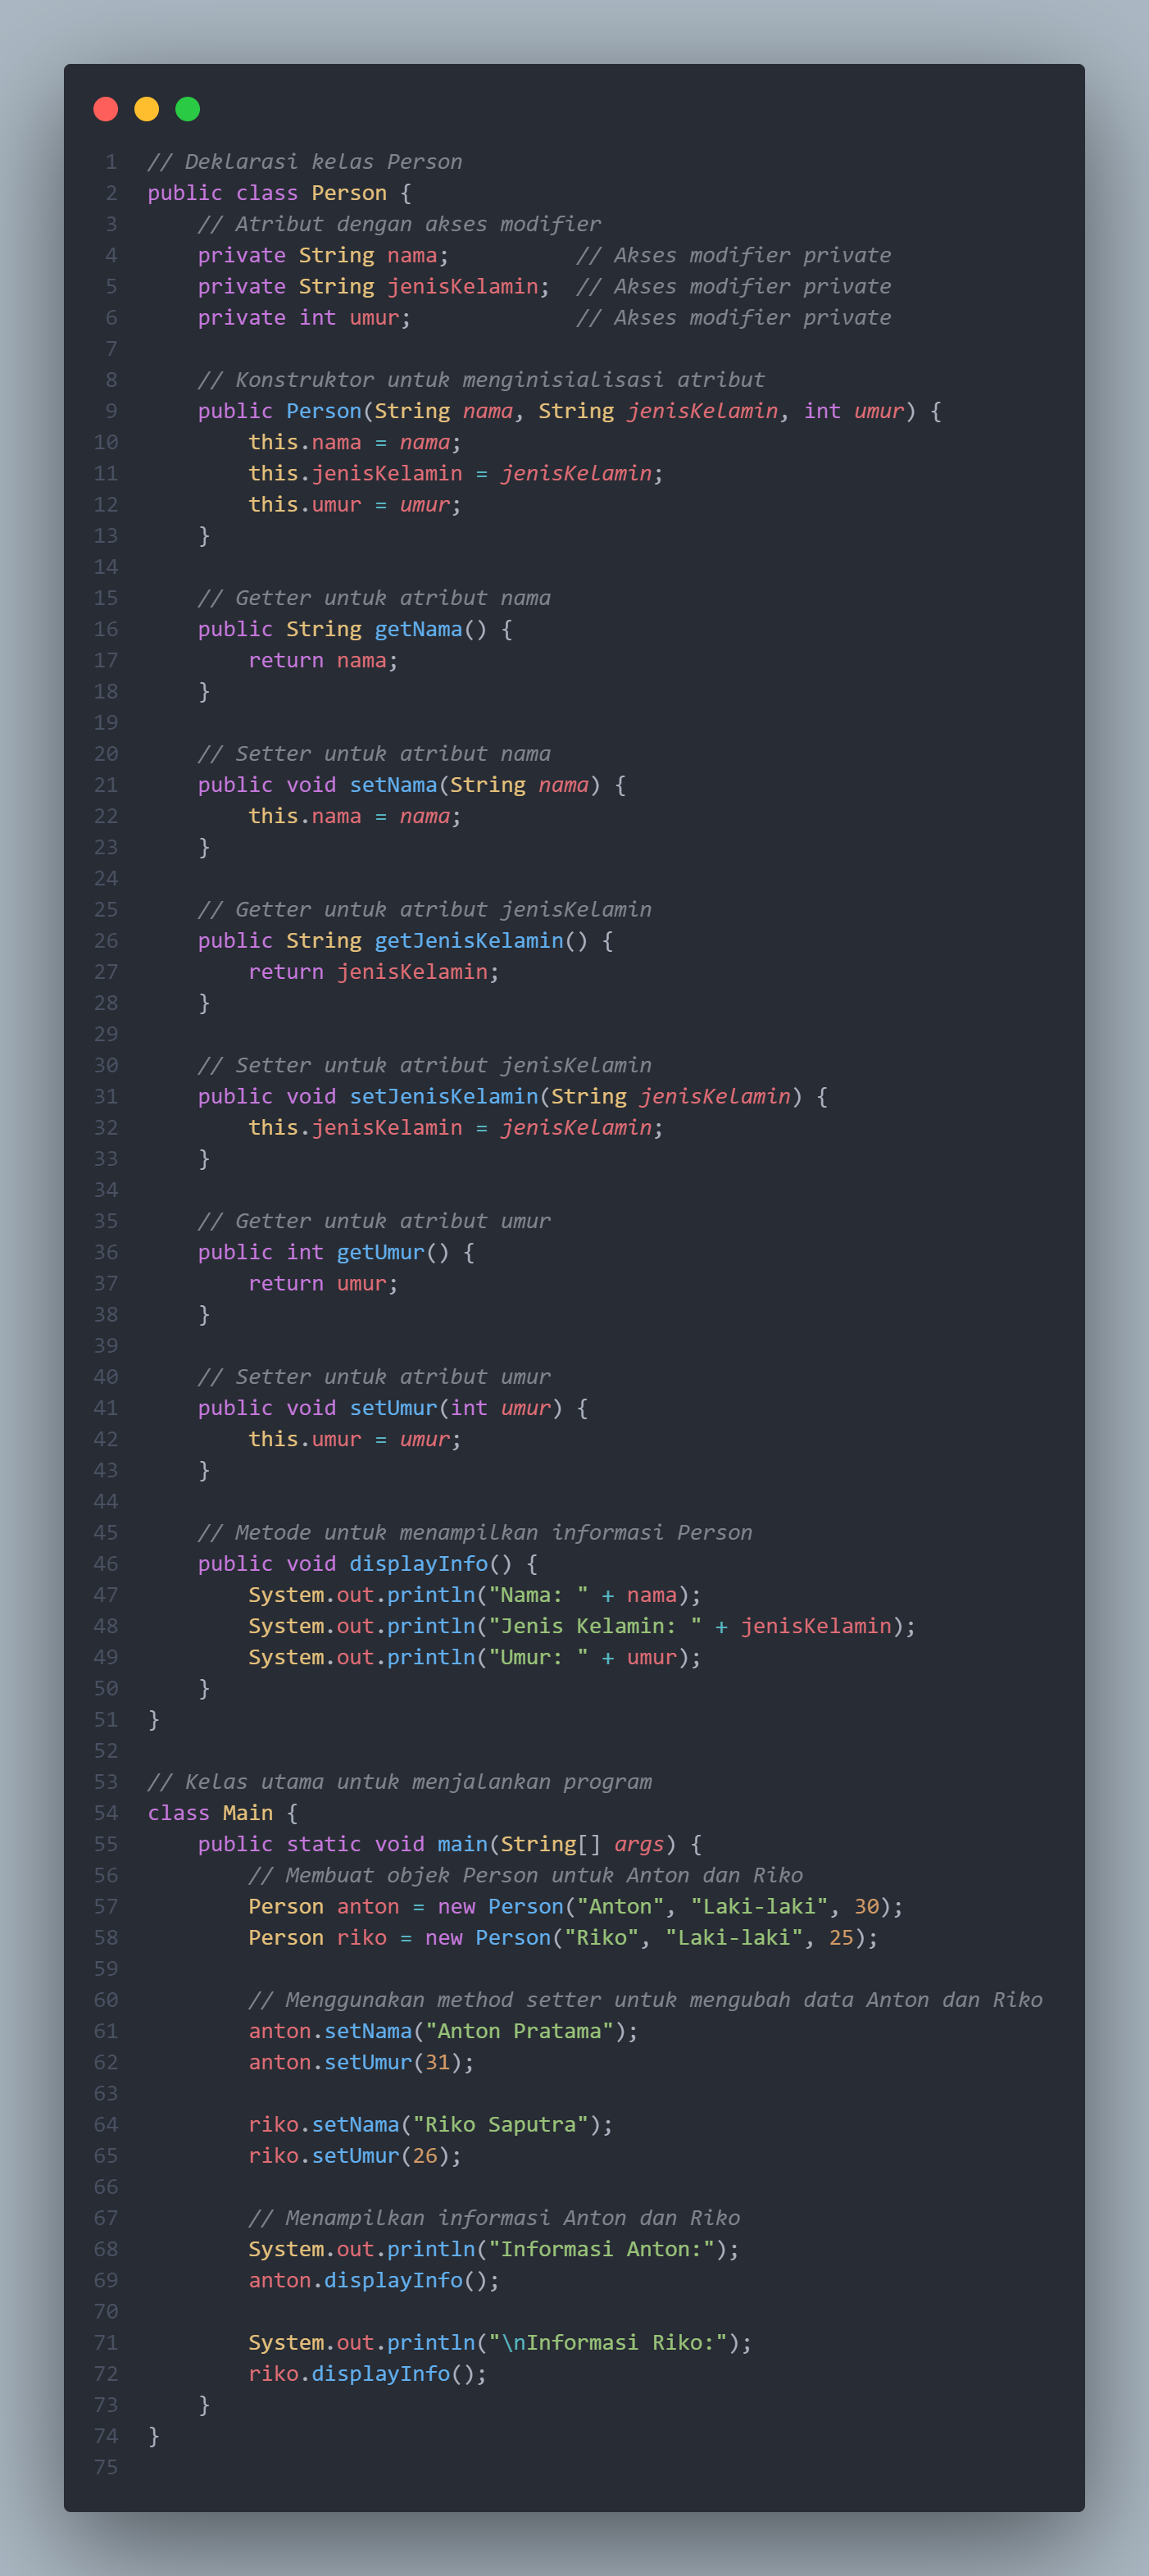 1 // Deklarasi kelas Person
2 public class Person {
3     // Atribut dengan akses modifier
4     private String nama;          // Akses modifier private
5     private String jenisKelamin;  // Akses modifier private
6     private int umur;             // Akses modifier private
7
8     // Konstruktor untuk menginisialisasi atribut
9     public Person(String nama, String jenisKelamin, int umur) {
10         this.nama = nama;
11         this.jenisKelamin = jenisKelamin;
12         this.umur = umur;
13     }
14
15     // Getter untuk atribut nama
16     public String getNama() {
17         return nama;
18     }
19
20     // Setter untuk atribut nama
21     public void setNama(String nama) {
22         this.nama = nama;
23     }
24
25     // Getter untuk atribut jenisKelamin
26     public String getJenisKelamin() {
27         return jenisKelamin;
28     }
29
30     // Setter untuk atribut jenisKelamin
31     public void setJenisKelamin(String jenisKelamin) {
32         this.jenisKelamin = jenisKelamin;
33     }
34
35     // Getter untuk atribut umur
36     public int getUmur() {
37         return umur;
38     }
39
40     // Setter untuk atribut umur
41     public void setUmur(int umur) {
42         this.umur = umur;
43     }
44
45     // Metode untuk menampilkan informasi Person
46     public void displayInfo() {
47         System.out.println("Nama: " + nama);
48         System.out.println("Jenis Kelamin: " + jenisKelamin);
49         System.out.println("Umur: " + umur);
50     }
51 }
52
53 // Kelas utama untuk menjalankan program
54 class Main {
55     public static void main(String[] args) {
56         // Membuat objek Person untuk Anton dan Riko
57         Person anton = new Person("Anton", "Laki-laki", 30);
58         Person riko = new Person("Riko", "Laki-laki", 25);
59
60         // Menggunakan method setter untuk mengubah data Anton dan Riko
61         anton.setNama("Anton Pratama");
62         anton.setUmur(31);
63
64         riko.setNama("Riko Saputra");
65         riko.setUmur(26);
66
67         // Menampilkan informasi Anton dan Riko
68         System.out.println("Informasi Anton:");
69         anton.displayInfo();
70
71         System.out.println("\nInformasi Riko:");
72         riko.displayInfo();
73     }
74 }
75